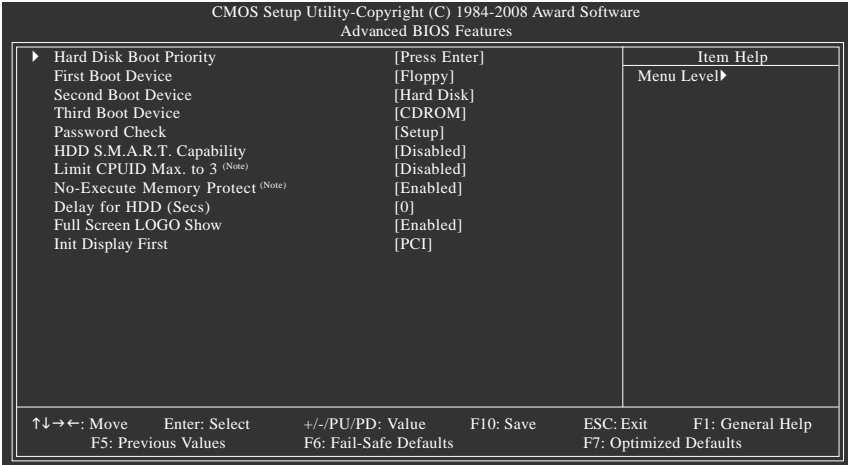 CMOS Setup Utility-Copyright (C) 1984-2008 Award Software
Advanced BIOS Features
Hard Disk Boot Priority [Press Enter]
First Boot Device [Floppy]
Second Boot Device [Hard Disk]
Third Boot Device [CDROM]
Password Check [Setup]
HDD S.M.A.R.T. Capability [Disabled]
Limit CPUID Max. to 3 (Note) [Disabled]
No-Execute Memory Protect (Note) [Enabled]
Delay for HDD (Secs) [0]
Full Screen LOGO Show [Enabled]
Init Display First [PCI]
Item Help
Menu Level
↑↓→←: Move Enter: Select +/-/PU/PD: Value F10: Save ESC: Exit F1: General Help
F5: Previous Values F6: Fail-Safe Defaults F7: Optimized Defaults